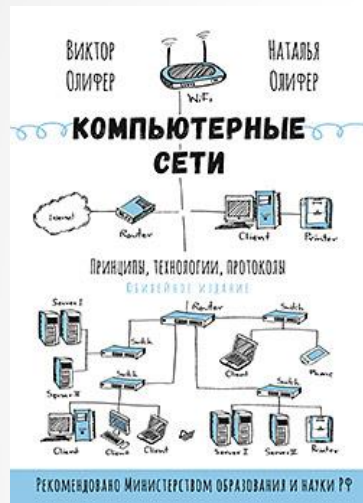 ВИКТОР
ОЛИФЕР
НАТАЛЬЯ
ОЛИФЕР
WiFi
КОМПЬЮТЕРНЫЕ
СЕТИ
Internet
Router
Client
Printer
ПРИНЦИПЫ, ТЕХНОЛОГИИ, ПРОТОКОЛЫ
ЮБИЛЕЙНОЕ ИЗДАНИЕ
Server I
Router
Switch
Switch
Server II
Client
Phone
Switch
Switch
Client
Client
Client
Server I
Server II
Printer
РЕКОМЕНДОВАНО МИНИСТЕРСТВОМ ОБРАЗОВАНИЯ И НАУКИ РФ